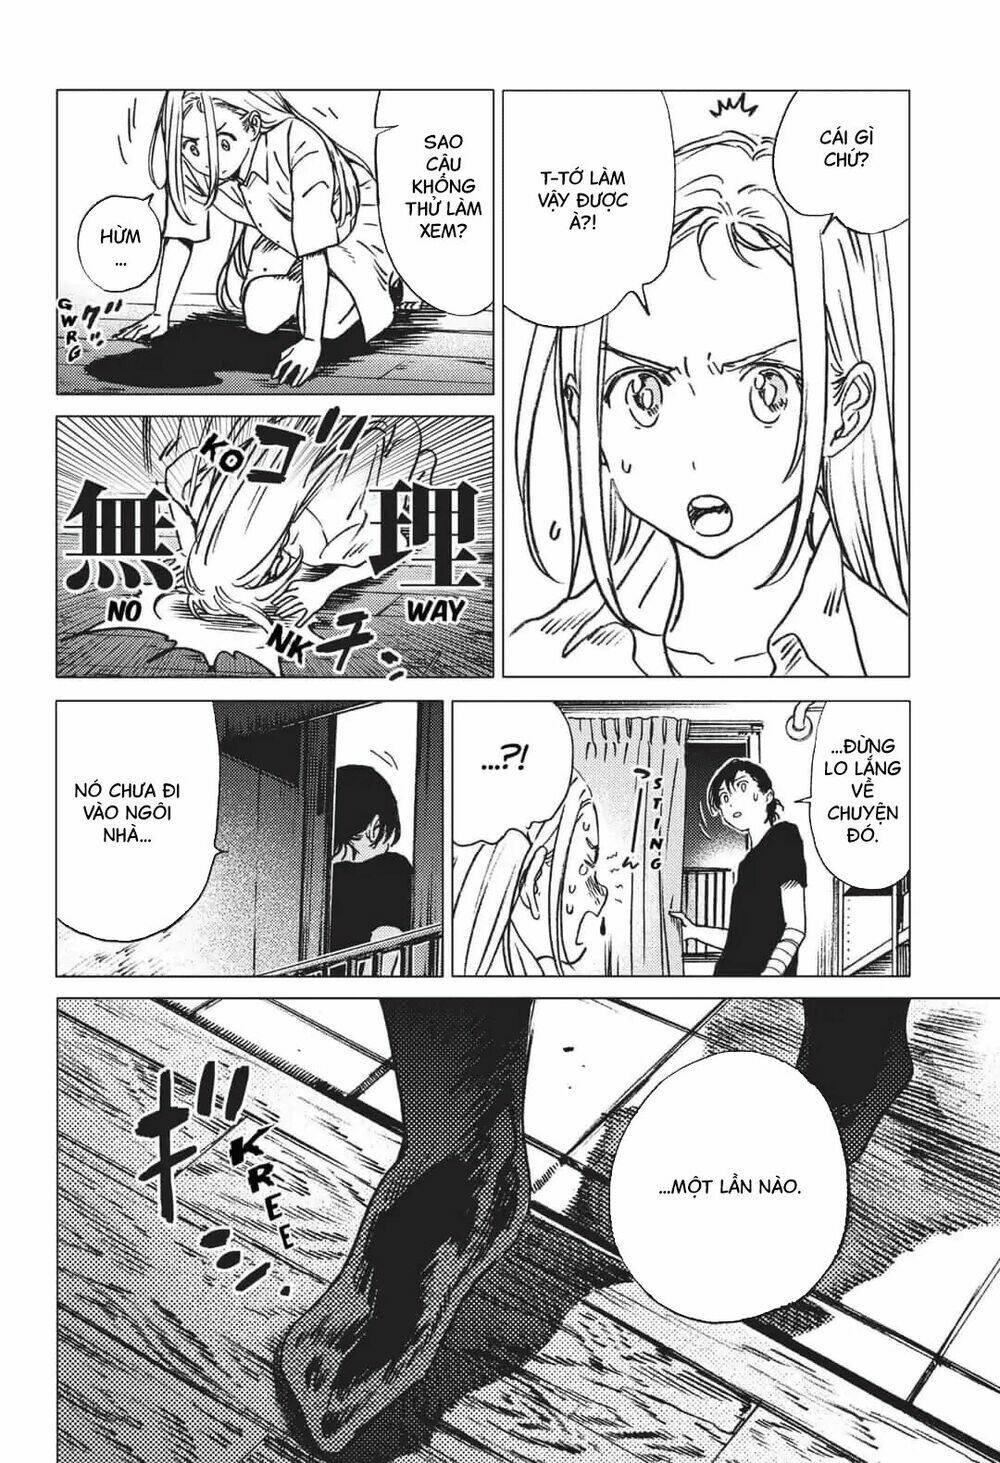 CÁI GÌ
CHỨ?
T-TỚ LÀM
VẬY ĐƯỢC
À?!
SAO
CẬU
KHÔNG
THỬ LÀM
XEM?
HỪM
...
GWRG
グッ
KO
ゴ
無理
NO
WAY
NK
チン
...ĐỪNG
LO LẮNG
VỀ
CHUYỆN
ĐÓ.
STING
...?!
NÓ CHƯA ĐI
VÀO NGÔI
NHÀ...
...MỘT LẦN NÀO.
KREE
ギ